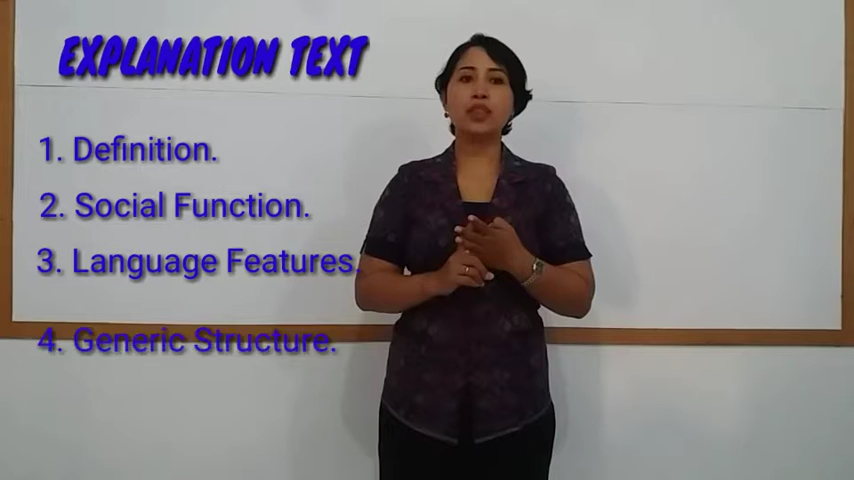 EXPLANATION TEXT
1. Definition.
2. Social Function.
3. Language Features.
4. Generic Structure.